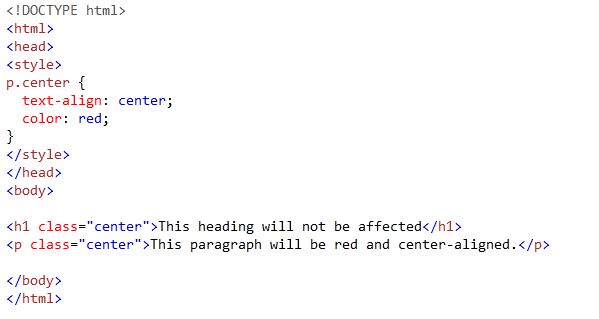 <!DOCTYPE html>
<html>
<head>
<style>
p.center {
  text-align: center;
  color: red;
}
</style>
</head>
<body>

<h1 class="center">This heading will not be affected</h1>
<p class="center">This paragraph will be red and center-aligned.</p>

</body>
</html>